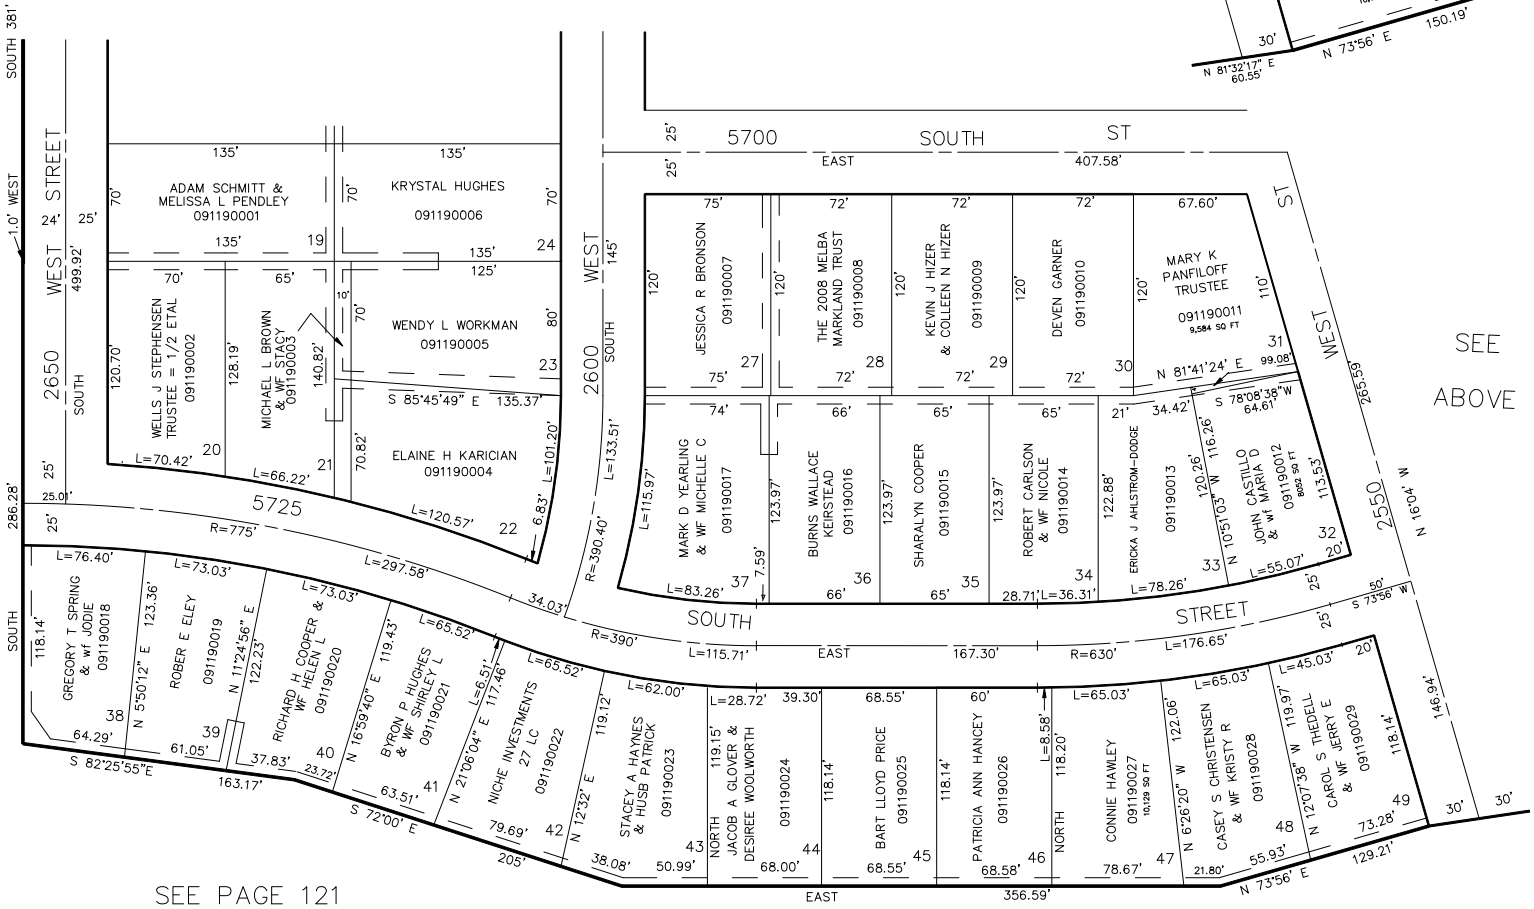 SOUTH 381'
1.0' WEST
286.28'
SOUTH
2650 WEST STREET
24'
25'
499.92'
SOUTH
25'
25.01'
25'
135'
ADAM SCHMITT &
MELISSA L PENDLEY
091190001
70'
70'
135'
19
135'
KRYSTAL HUGHES
091190006
70'
24
135'
125'
70'
WELLS J STEPHENSEN
TRUSTEE = 1/2 ETAL
091190002
120.70'
128.19'
20
L=70.42'
65'
MICHAEL L BROWN
& WF STACY
091190003
140.82'
21
L=66.22'
10'
70'
WENDY L WORKMAN
091190005
80'
23
S 85°45'49" E
135.37'
ELAINE H KARICIAN
091190004
70.82'
L=101.20'
L=120.57'
22
6.83'
2600 WEST
145'
SOUTH
L=133.51'
R=390.40'
34.03'
30'
N 81°32'17" E
60.55'
N 73°56' E
150.19'
25'
25'
5700 SOUTH ST
EAST
407.58'
75'
JESSICA R BRONSON
091190007
120'
120'
27
75'
72'
THE 2008 MELBA
MARKLAND TRUST
091190008
120'
28
72'
72'
KEVIN J HIZER
& COLLEEN N HIZER
091190009
120'
29
72'
72'
DEVEN GARNER
091190010
120'
30
72'
67.60'
MARY K
PANFILOFF
TRUSTEE
091190011
9,584 SQ FT
110'
31
N 81°41'24" E
99.08'
ST
WEST
2550
265.59'
N 16°04' W
SEE
ABOVE
74'
MARK D YEARLING
& WF MICHELLE C
091190017
L=115.97'
123.97'
37
L=83.26'
7.59'
66'
BURNS WALLACE
KEIRSTEAD
091190016
123.97'
36
66'
65'
SHARALYN COOPER
091190015
123.97'
35
65'
65'
ROBERT CARLSON
& WF NICOLE
091190014
122.88'
34
28.71'
L=36.31'
21'
34.42'
ERICKA J AHLSTROM-DODGE
091190013
120.26'
33
L=78.26'
N 10°51'03" W
116.26'
S 78°08'38" W
64.61'
JOHN CASTILLO
& wf MARIA D
091190012
8052 SQ FT
113.53'
32
L=55.07'
20'
5725
SOUTH
STREET
R=775'
L=297.58'
R=390'
L=115.71'
EAST
167.30'
R=630'
L=176.65'
25'
25'
50'
S 73°56' W
146.94'
L=76.40'
GREGORY T SPRING
& wf JODIE
091190018
118.14'
38
64.29'
N 5°50'12" E
123.36'
L=73.03'
ROBER E ELEY
091190019
39
61.05'
N 11°24'56" E
122.23'
L=73.03'
RICHARD H COOPER &
WF HELEN L
091190020
40
37.83'
23.72'
N 16°59'40" E
119.43'
L=65.52'
BYRON P HUGHES
& WF SHIRLEY L
091190021
41
63.51'
L=6.51'
N 21°06'04" E
117.46'
L=65.52'
NICHE INVESTMENTS
27 LC
091190022
42
79.69'
N 12°32' E
119.12'
L=62.00'
STACEY A HAYNES
& HUSB PATRICK
091190023
43
38.08'
50.99'
NORTH
119.15'
L=28.72'
39.30'
JACOB A GLOVER &
DESIREE WOOLWORTH
091190024
44
68.00'
118.14'
68.55'
BART LLOYD PRICE
091190025
45
68.55'
118.14'
60'
PATRICIA ANN HANCEY
091190026
46
68.58'
L=8.58'
NORTH
118.20'
L=65.03'
CONNIE HAWLEY
091190027
10,129 SQ FT
47
78.67'
N 6°26'20" W
122.06'
L=65.03'
CASEY S CHRISTENSEN
& WF KRISTY R
091190028
48
21.80'
55.93'
N 12°07'38" W
119.97
L=45.03'
20'
CAROL S THEDELL
& WF JERRY E
091190029
118.14'
49
73.28'
30'
30'
S 82°25'55"E
163.17'
S 72°00' E
205'
EAST
356.59'
N 73°56' E
129.21'
SEE PAGE 121